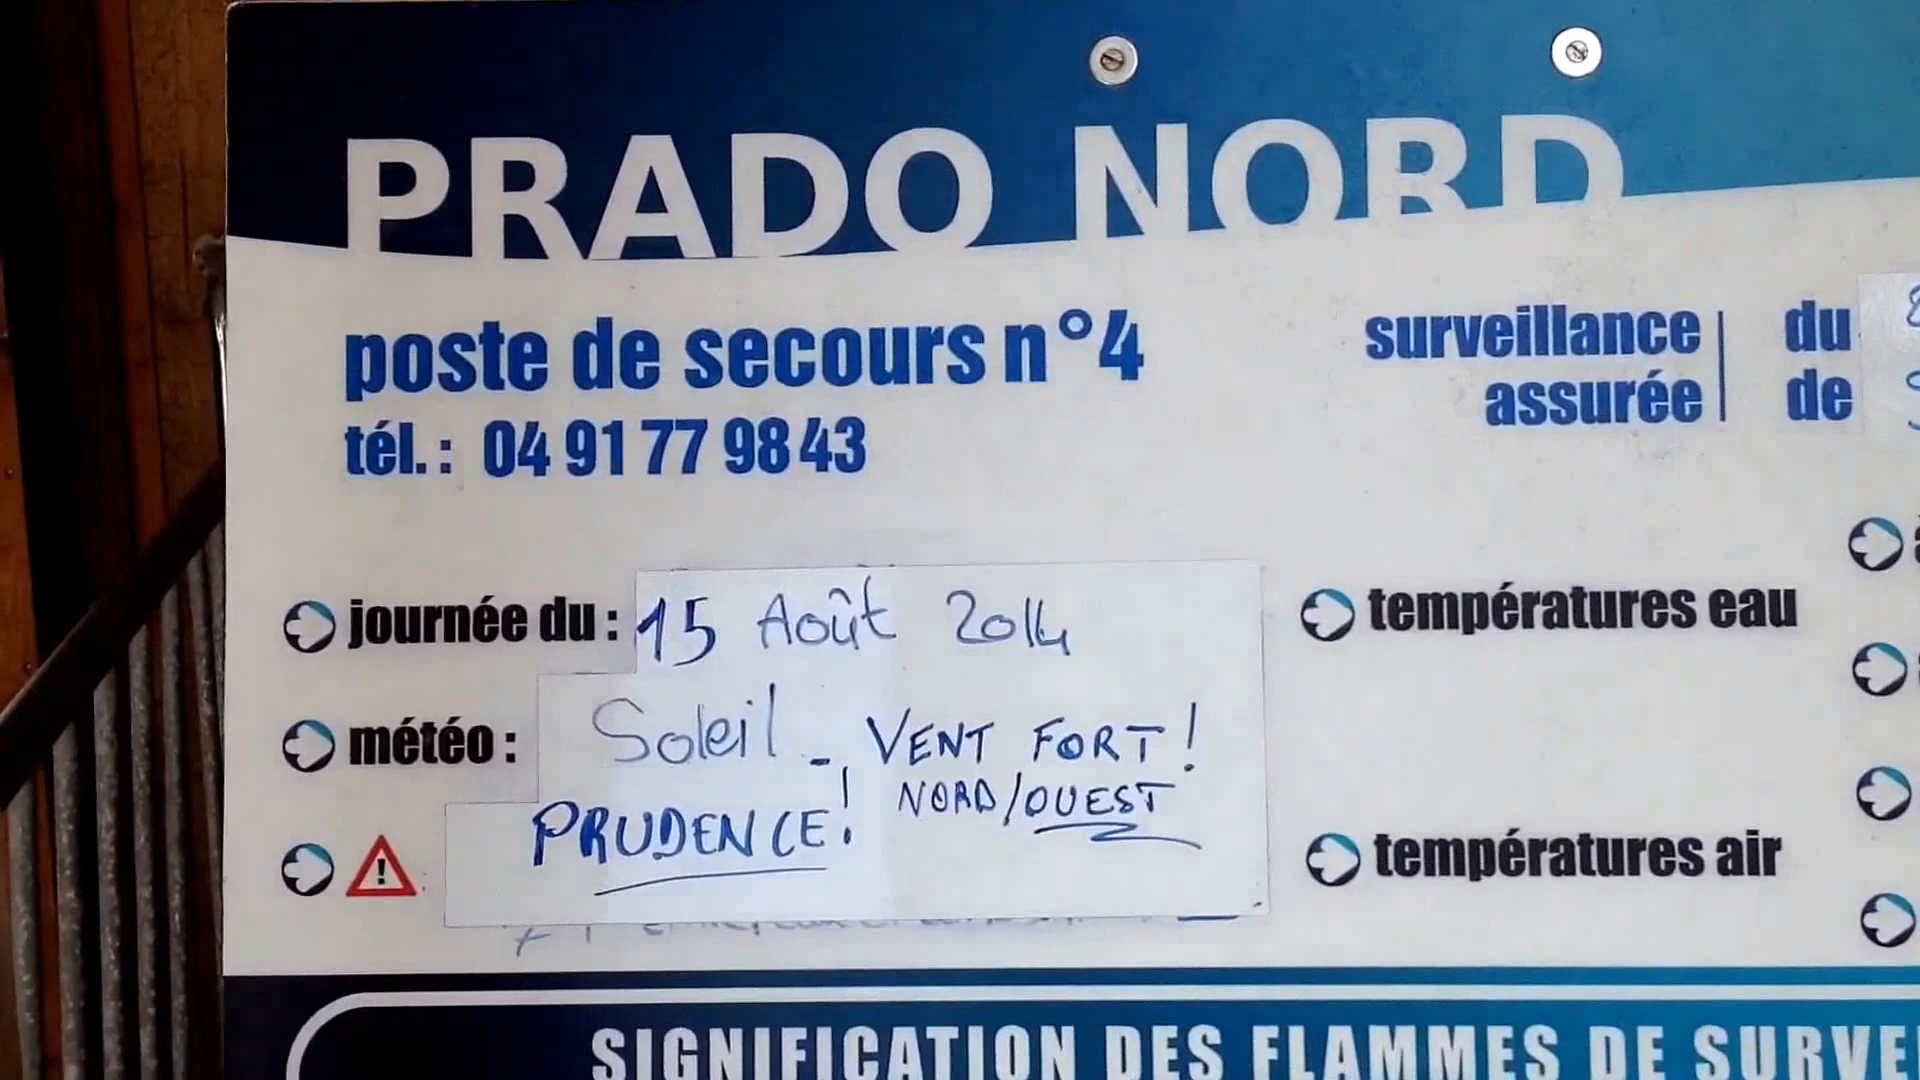 PRADO NORD
poste de secours n°4
tél. : 04 91 77 98 43
surveillance assurée
du
de
journée du : 15 Août 2014
météo : Soleil - VENT FORT !
NORD/OUEST
PRUDENCE !
températures eau
températures air
SIGNIFICATION DES FLAMMES DE SURVE